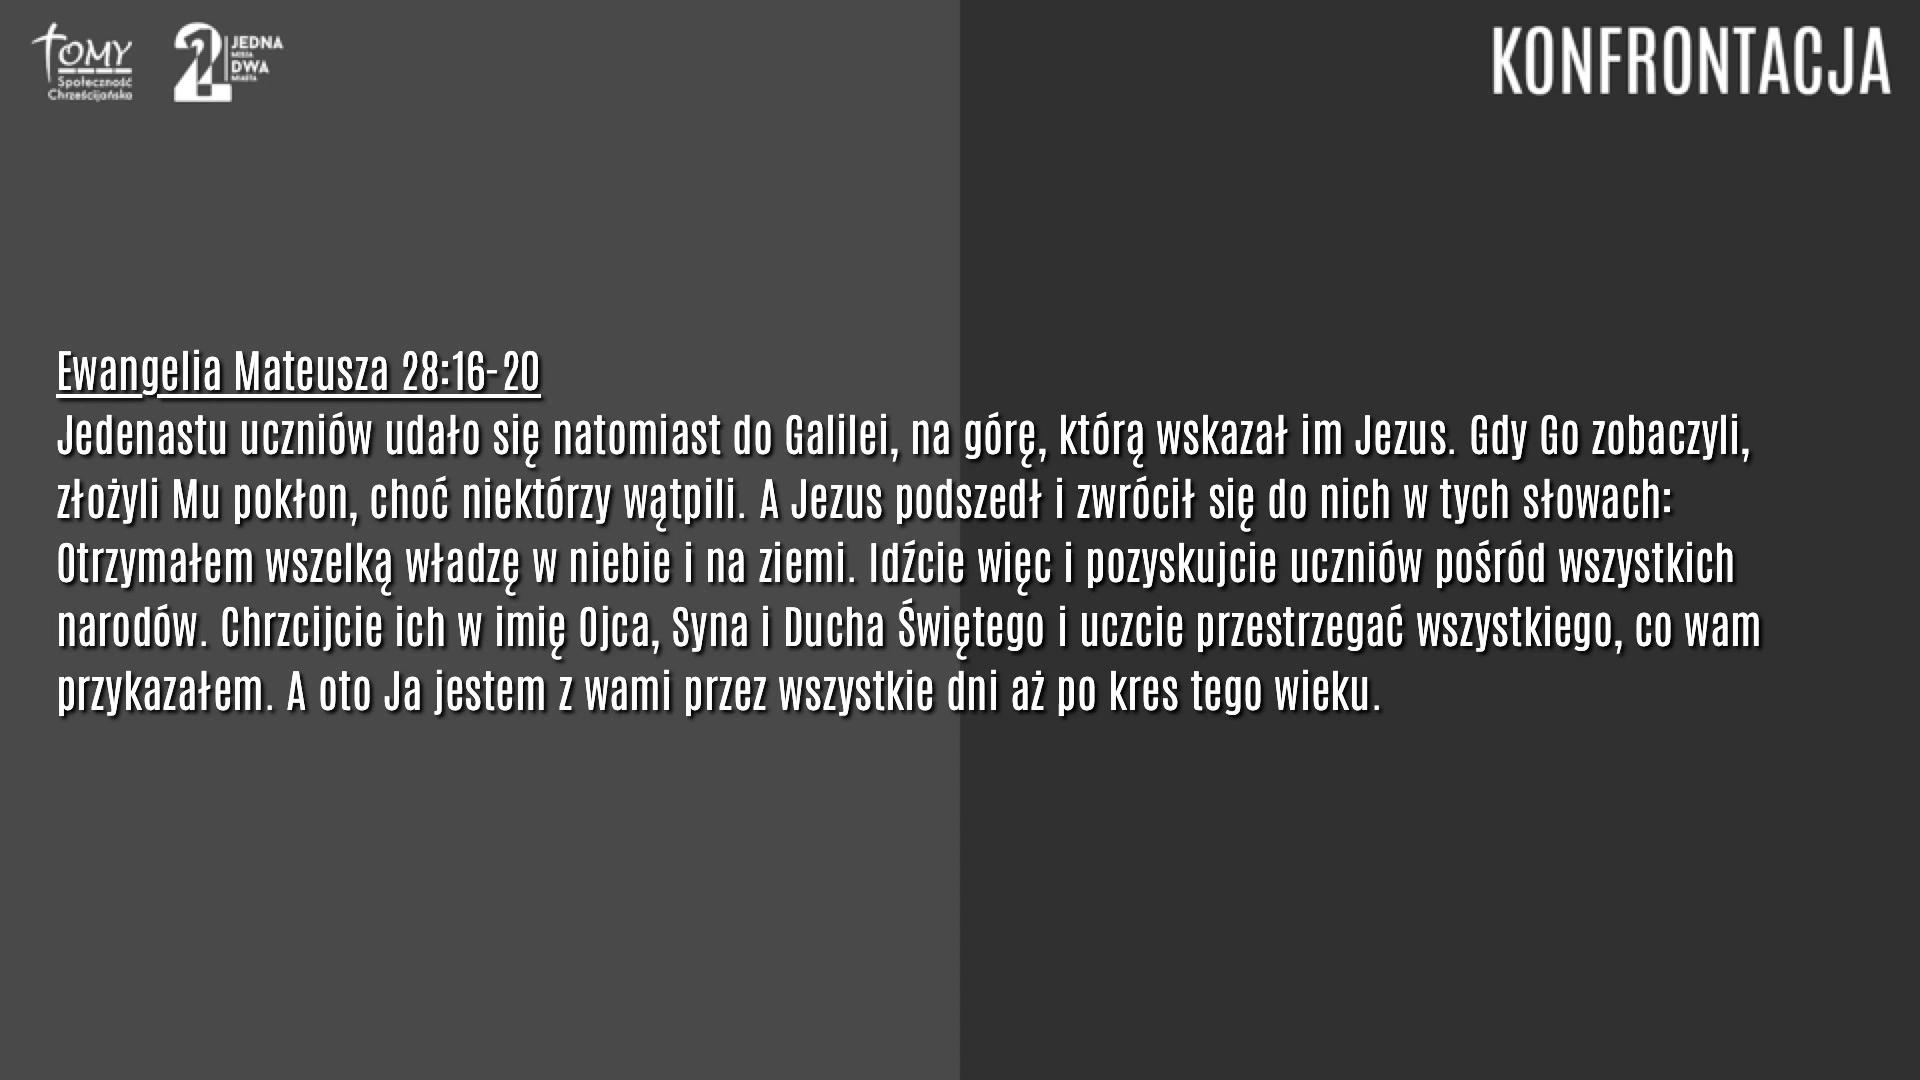 tOMY
Społeczność
Chrześcijańska
2
JEDNA
MISJA
DWA
MIASTA
KONFRONTACJA
Ewangelia Mateusza 28:16-20
Jedenastu uczniów udało się natomiast do Galilei, na górę, którą wskazał im Jezus. Gdy Go zobaczyli,
złożyli Mu pokłon, choć niektórzy wątpili. A Jezus podszedł i zwrócił się do nich w tych słowach:
Otrzymałem wszelką władzę w niebie i na ziemi. Idźcie więc i pozyskujcie uczniów pośród wszystkich
narodów. Chrzcijcie ich w imię Ojca, Syna i Ducha Świętego i uczcie przestrzegać wszystkiego, co wam
przykazałem. A oto Ja jestem z wami przez wszystkie dni aż po kres tego wieku.